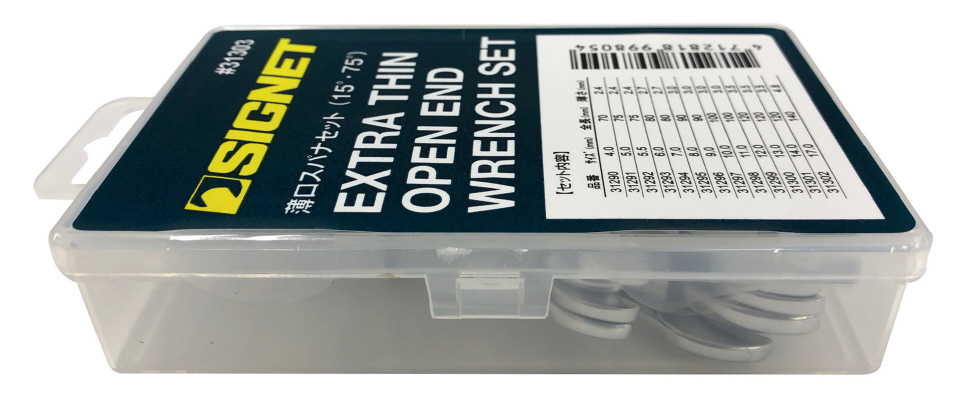 #31303
SIGNET
薄口スパナセット (15°・75°)
EXTRA THIN
OPEN END
WRENCH SET
【セット内容】
品番 サイズ(mm) 全長(mm) 薄さ(mm)
31290 4.0 70 2.4
31291 5.0 75 2.4
31292 5.5 75 2.4
31293 6.0 80 2.7
31294 7.0 80 2.7
31295 8.0 90 3.0
31296 9.0 90 3.0
31297 10.0 100 3.0
31298 11.0 100 3.0
31299 12.0 120 3.5
31300 13.0 120 3.5
31301 14.0 120 3.5
31302 17.0 140 4.8
4 712818 998054